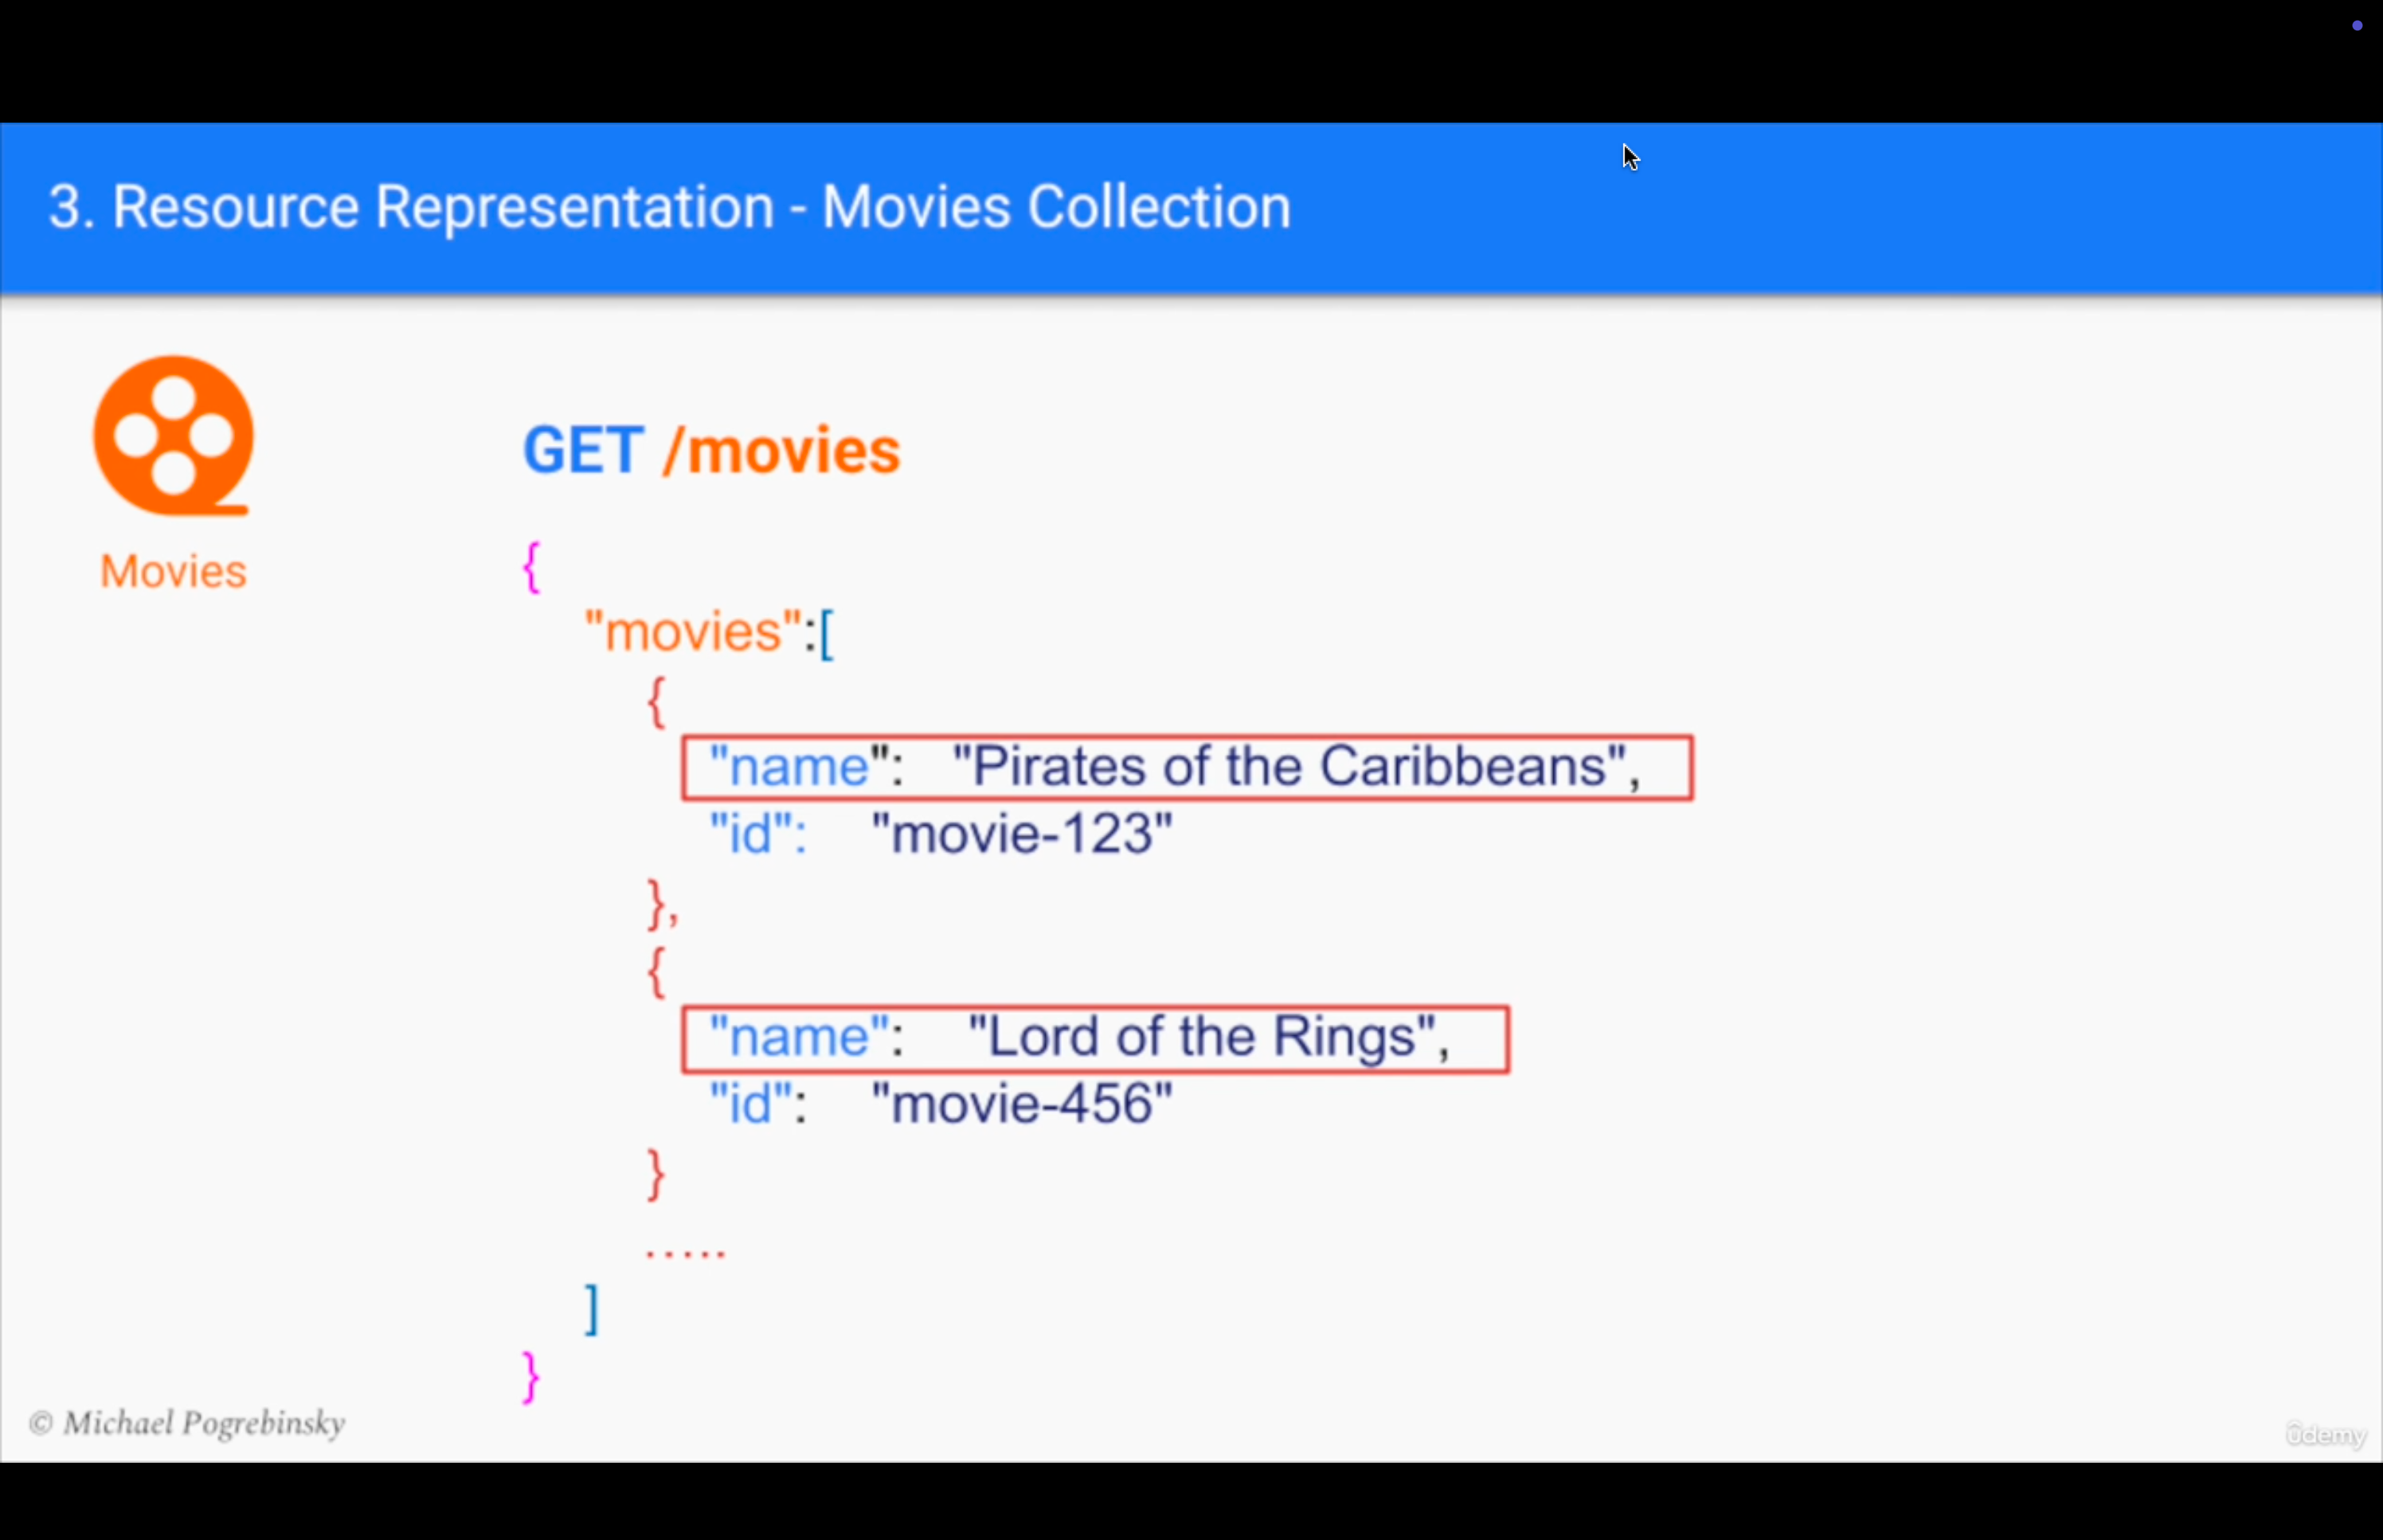 3. Resource Representation - Movies Collection
Movies
GET /movies
{
"movies":[
{
"name": "Pirates of the Caribbeans",
"id": "movie-123"
},
{
"name": "Lord of the Rings",
"id": "movie-456"
}
.....
]
}
© Michael Pogrebinsky
ûdemy